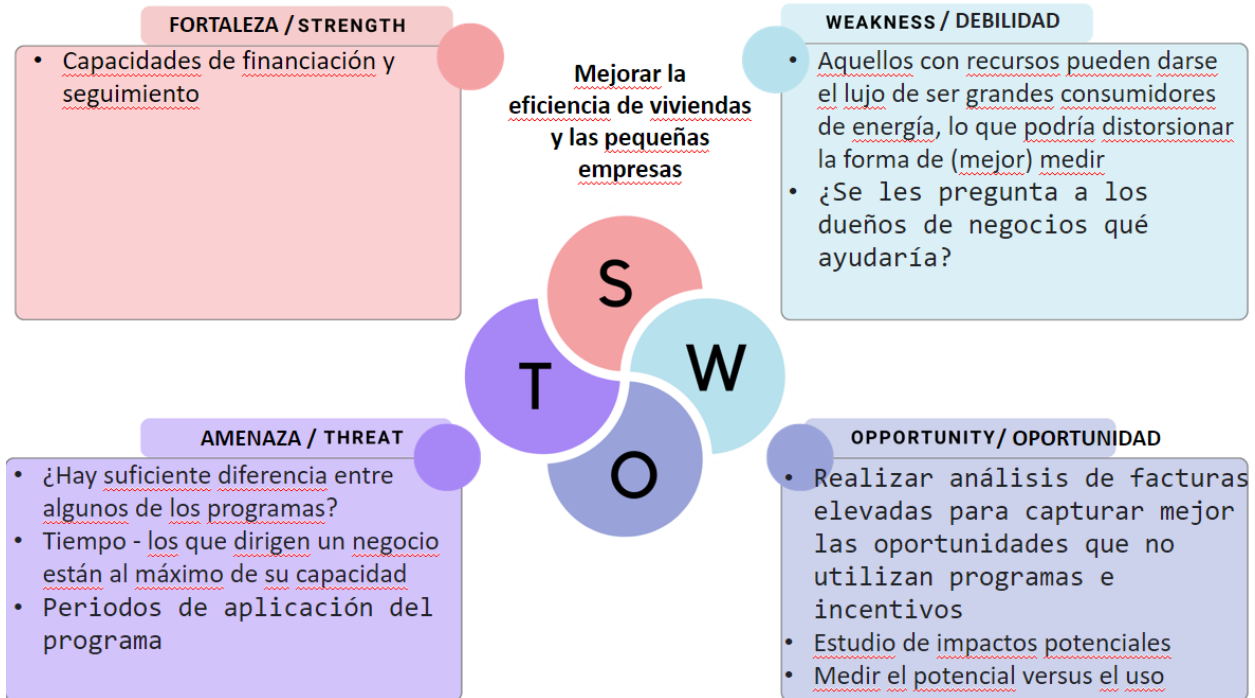 FORTALEZA / STRENGTH
• Capacidades de financiación y
seguimiento
Mejorar la
eficiencia de viviendas
y las pequeñas
empresas
WEAKNESS / DEBILIDAD
• Aquellos con recursos pueden darse
el lujo de ser grandes consumidores
de energía, lo que podría distorsionar
la forma de (mejor) medir
• ¿Se les pregunta a los
dueños de negocios qué
ayudaría?
S
W
T
O
AMENAZA / THREAT
• ¿Hay suficiente diferencia entre
algunos de los programas?
• Tiempo - los que dirigen un negocio
están al máximo de su capacidad
• Periodos de aplicación del
programa
OPPORTUNITY/ OPORTUNIDAD
• Realizar análisis de facturas
elevadas para capturar mejor
las oportunidades que no
utilizan programas e
incentivos
• Estudio de impactos potenciales
• Medir el potencial versus el uso